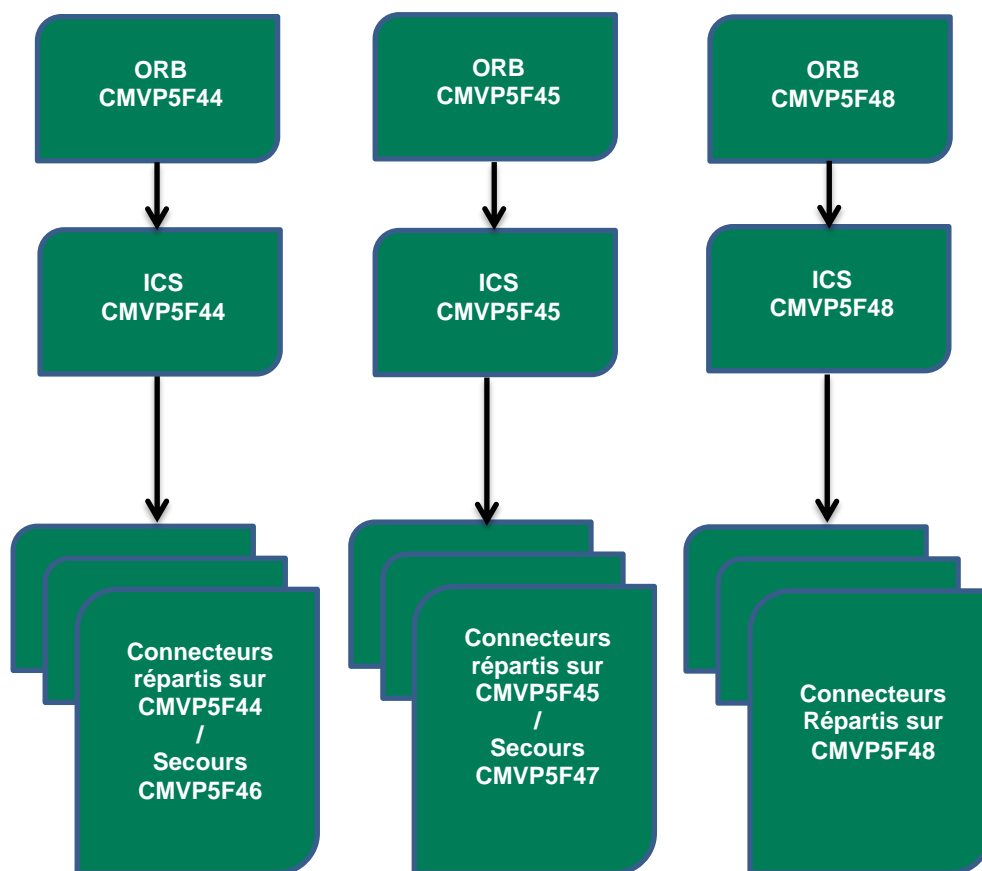 ORB
CMVP5F44
ORB
CMVP5F45
ORB
CMVP5F48
ICS
CMVP5F44
ICS
CMVP5F45
ICS
CMVP5F48
Connecteurs
répartis sur
CMVP5F44
/
Secours
CMVP5F46
Connecteurs
répartis sur
CMVP5F45
/
Secours
CMVP5F47
Connecteurs
Répartis sur
CMVP5F48